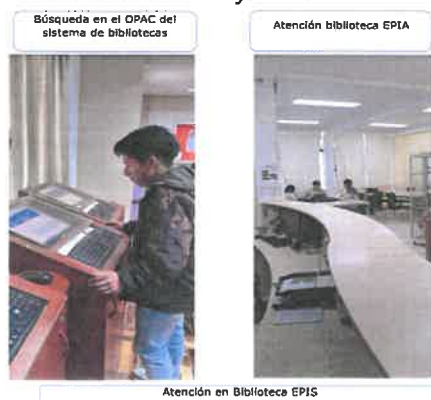 Búsqueda en el OPAC del
sistema de bibliotecas
Atención biblioteca EPIA
Atención en Biblioteca EPIS